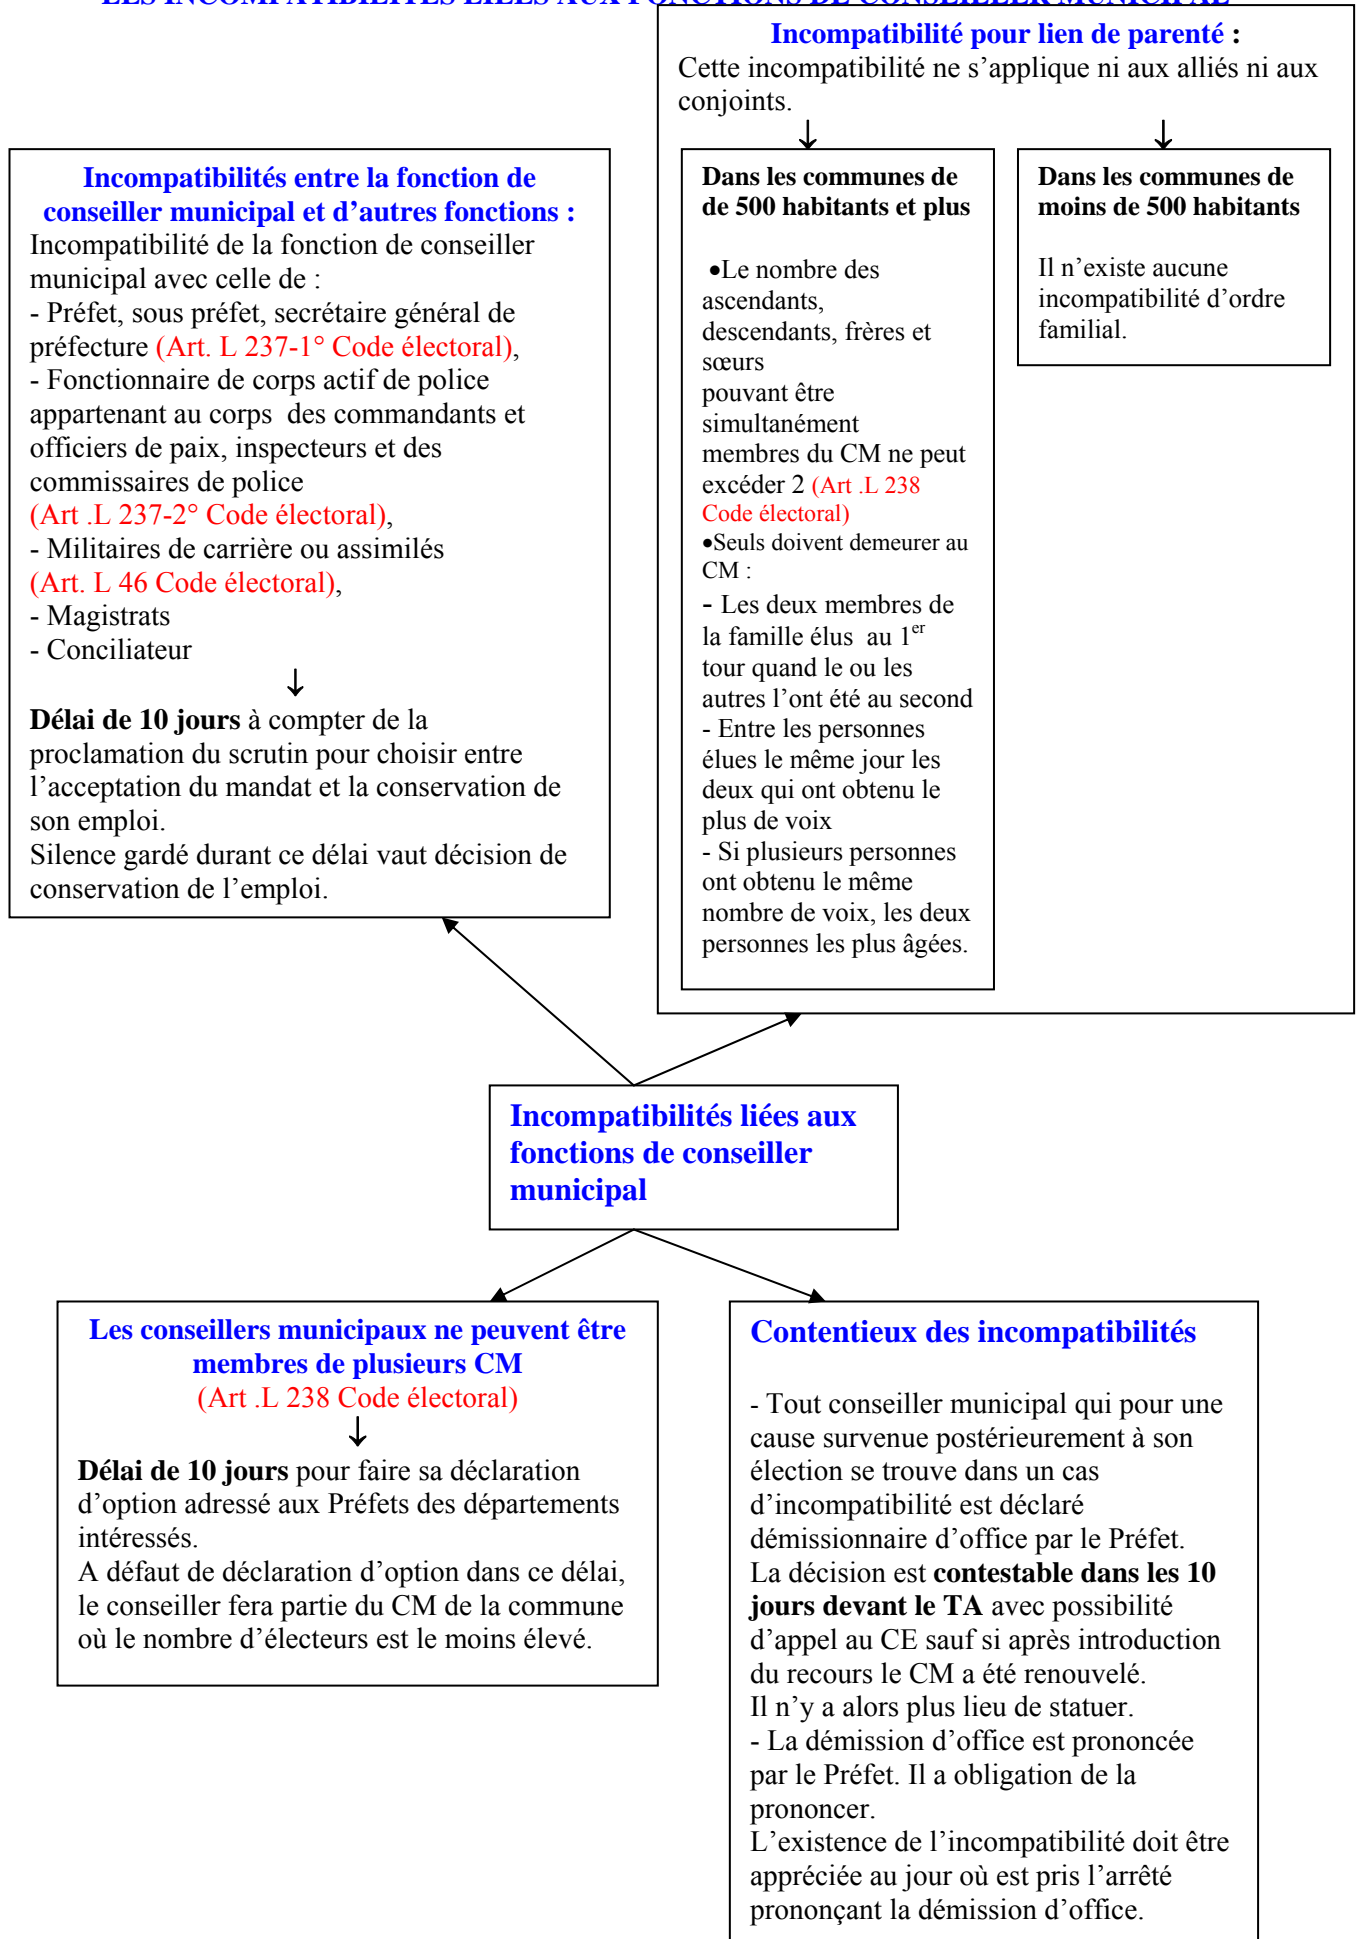 LES INCOMPATIBILITES LIEES AUX FONCTIONS DE CONSEILLER MUNICIPAL
Incompatibilité pour lien de parenté :
Cette incompatibilité ne s’applique ni aux alliés ni aux
conjoints.
↓
↓
Dans les communes de
de 500 habitants et plus
•Le nombre des
ascendants,
descendants, frères et
sœurs
pouvant être
simultanément
membres du CM ne peut
excéder 2 (Art .L 238
Code électoral)
•Seuls doivent demeurer au
CM :
- Les deux membres de
la famille élus au 1er
tour quand le ou les
autres l’ont été au second
- Entre les personnes
élues le même jour les
deux qui ont obtenu le
plus de voix
- Si plusieurs personnes
ont obtenu le même
nombre de voix, les deux
personnes les plus âgées.
Dans les communes de
moins de 500 habitants
Il n’existe aucune
incompatibilité d’ordre
familial.
Incompatibilités entre la fonction de
conseiller municipal et d’autres fonctions :
Incompatibilité de la fonction de conseiller
municipal avec celle de :
- Préfet, sous préfet, secrétaire général de
préfecture (Art. L 237-1° Code électoral),
- Fonctionnaire de corps actif de police
appartenant au corps des commandants et
officiers de paix, inspecteurs et des
commissaires de police
(Art .L 237-2° Code électoral),
- Militaires de carrière ou assimilés
(Art. L 46 Code électoral),
- Magistrats
- Conciliateur
↓
Délai de 10 jours à compter de la
proclamation du scrutin pour choisir entre
l’acceptation du mandat et la conservation de
son emploi.
Silence gardé durant ce délai vaut décision de
conservation de l’emploi.
Incompatibilités liées aux
fonctions de conseiller
municipal
Les conseillers municipaux ne peuvent être
membres de plusieurs CM
(Art .L 238 Code électoral)
↓
Délai de 10 jours pour faire sa déclaration
d’option adressé aux Préfets des départements
intéressés.
A défaut de déclaration d’option dans ce délai,
le conseiller fera partie du CM de la commune
où le nombre d’électeurs est le moins élevé.
Contentieux des incompatibilités
- Tout conseiller municipal qui pour une
cause survenue postérieurement à son
élection se trouve dans un cas
d’incompatibilité est déclaré
démissionnaire d’office par le Préfet.
La décision est contestable dans les 10
jours devant le TA avec possibilité
d’appel au CE sauf si après introduction
du recours le CM a été renouvelé.
Il n’y a alors plus lieu de statuer.
- La démission d’office est prononcée
par le Préfet. Il a obligation de la
prononcer.
L’existence de l’incompatibilité doit être
appréciée au jour où est pris l’arrêté
prononçant la démission d’office.